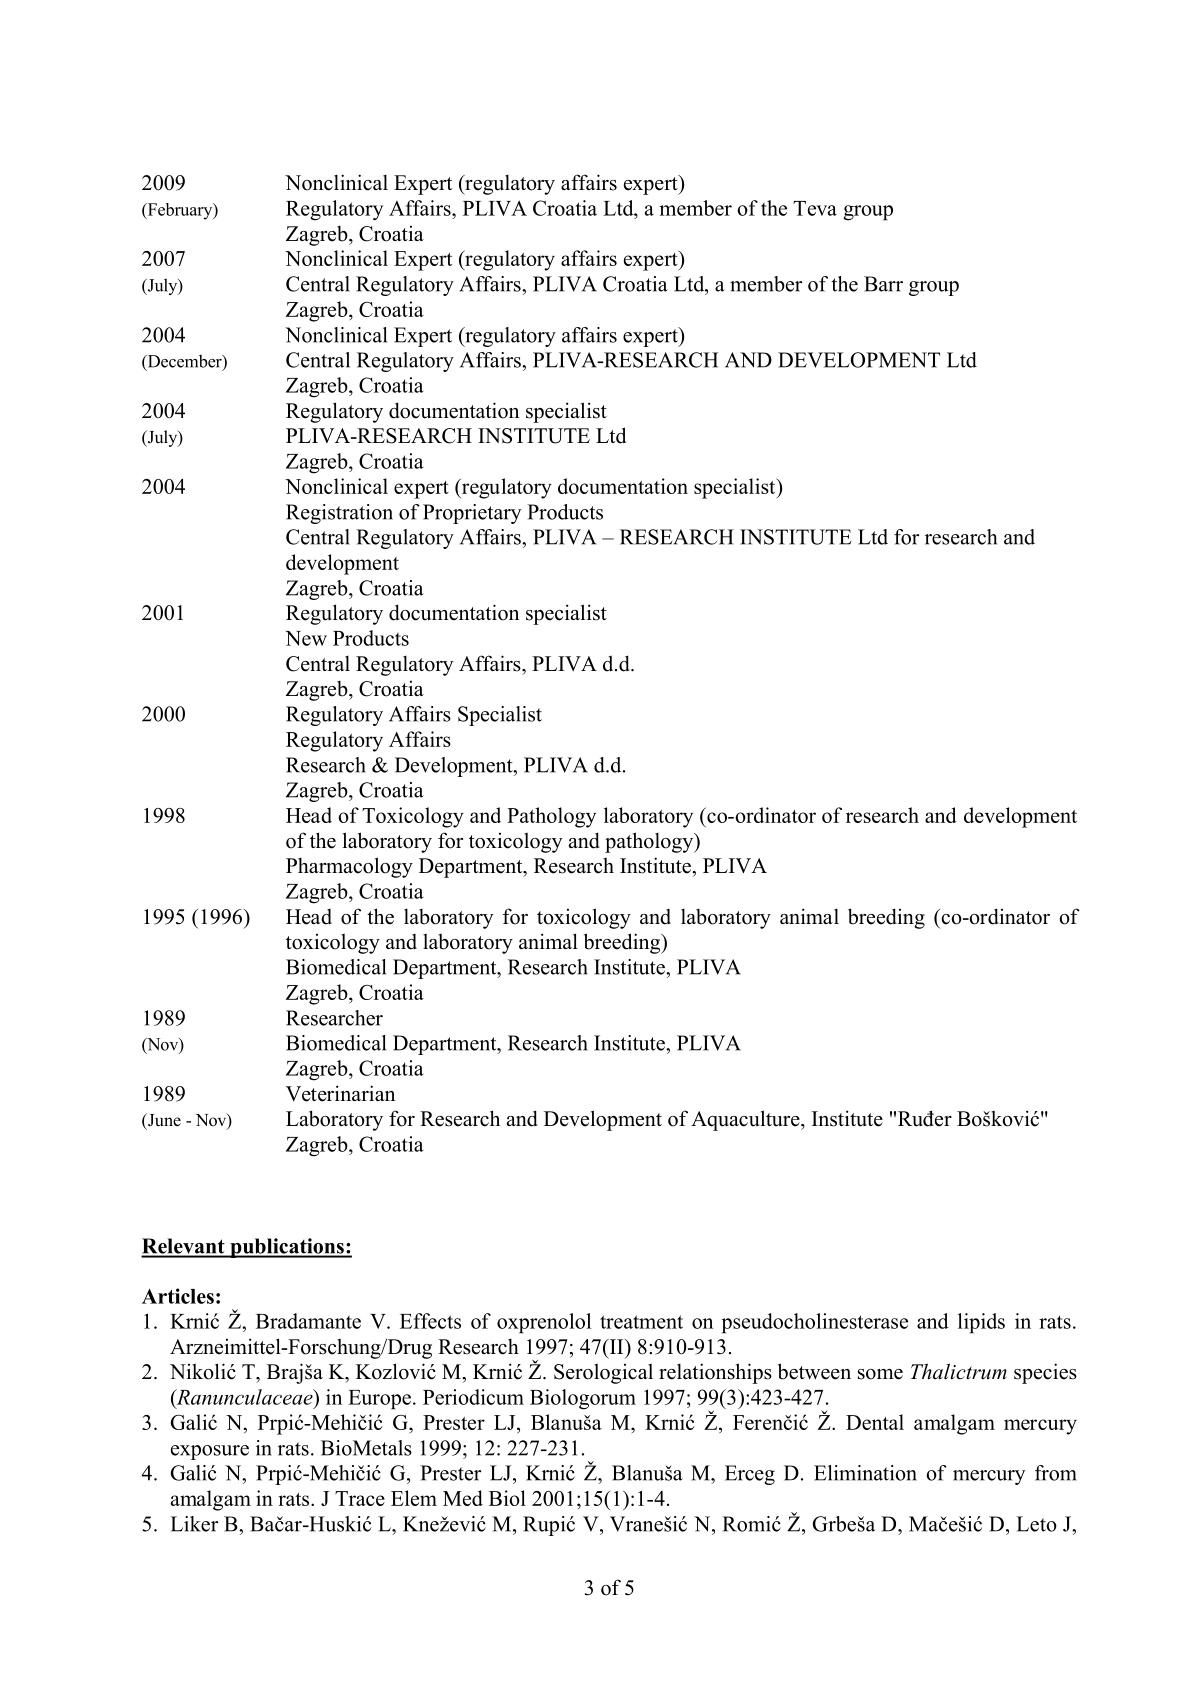 2009 Nonclinical Expert (regulatory affairs expert)
(February) Regulatory Affairs, PLIVA Croatia Ltd, a member of the Teva group
Zagreb, Croatia
2007 Nonclinical Expert (regulatory affairs expert)
(July) Central Regulatory Affairs, PLIVA Croatia Ltd, a member of the Barr group
Zagreb, Croatia
2004 Nonclinical Expert (regulatory affairs expert)
(December) Central Regulatory Affairs, PLIVA-RESEARCH AND DEVELOPMENT Ltd
Zagreb, Croatia
2004 Regulatory documentation specialist
(July) PLIVA-RESEARCH INSTITUTE Ltd
Zagreb, Croatia
2004 Nonclinical expert (regulatory documentation specialist)
Registration of Proprietary Products
Central Regulatory Affairs, PLIVA – RESEARCH INSTITUTE Ltd for research and
development
Zagreb, Croatia
2001 Regulatory documentation specialist
New Products
Central Regulatory Affairs, PLIVA d.d.
Zagreb, Croatia
2000 Regulatory Affairs Specialist
Regulatory Affairs
Research & Development, PLIVA d.d.
Zagreb, Croatia
1998 Head of Toxicology and Pathology laboratory (co-ordinator of research and development
of the laboratory for toxicology and pathology)
Pharmacology Department, Research Institute, PLIVA
Zagreb, Croatia
1995 (1996) Head of the laboratory for toxicology and laboratory animal breeding (co-ordinator of
toxicology and laboratory animal breeding)
Biomedical Department, Research Institute, PLIVA
Zagreb, Croatia
1989 Researcher
(Nov) Biomedical Department, Research Institute, PLIVA
Zagreb, Croatia
1989 Veterinarian
(June - Nov) Laboratory for Research and Development of Aquaculture, Institute "Ruđer Bošković"
Zagreb, Croatia
Relevant publications:
Articles:
1. Krnić Ž, Bradamante V. Effects of oxprenolol treatment on pseudocholinesterase and lipids in rats.
Arzneimittel-Forschung/Drug Research 1997; 47(II) 8:910-913.
2. Nikolić T, Brajša K, Kozlović M, Krnić Ž. Serological relationships between some Thalictrum species
(Ranunculaceae) in Europe. Periodicum Biologorum 1997; 99(3):423-427.
3. Galić N, Prpić-Mehičić G, Prester LJ, Blanuša M, Krnić Ž, Ferenčić Ž. Dental amalgam mercury
exposure in rats. BioMetals 1999; 12: 227-231.
4. Galić N, Prpić-Mehičić G, Prester LJ, Krnić Ž, Blanuša M, Erceg D. Elimination of mercury from
amalgam in rats. J Trace Elem Med Biol 2001;15(1):1-4.
5. Liker B, Bačar-Huskić L, Knežević M, Rupić V, Vranešić N, Romić Ž, Grbeša D, Mačešić D, Leto J,
3 of 5